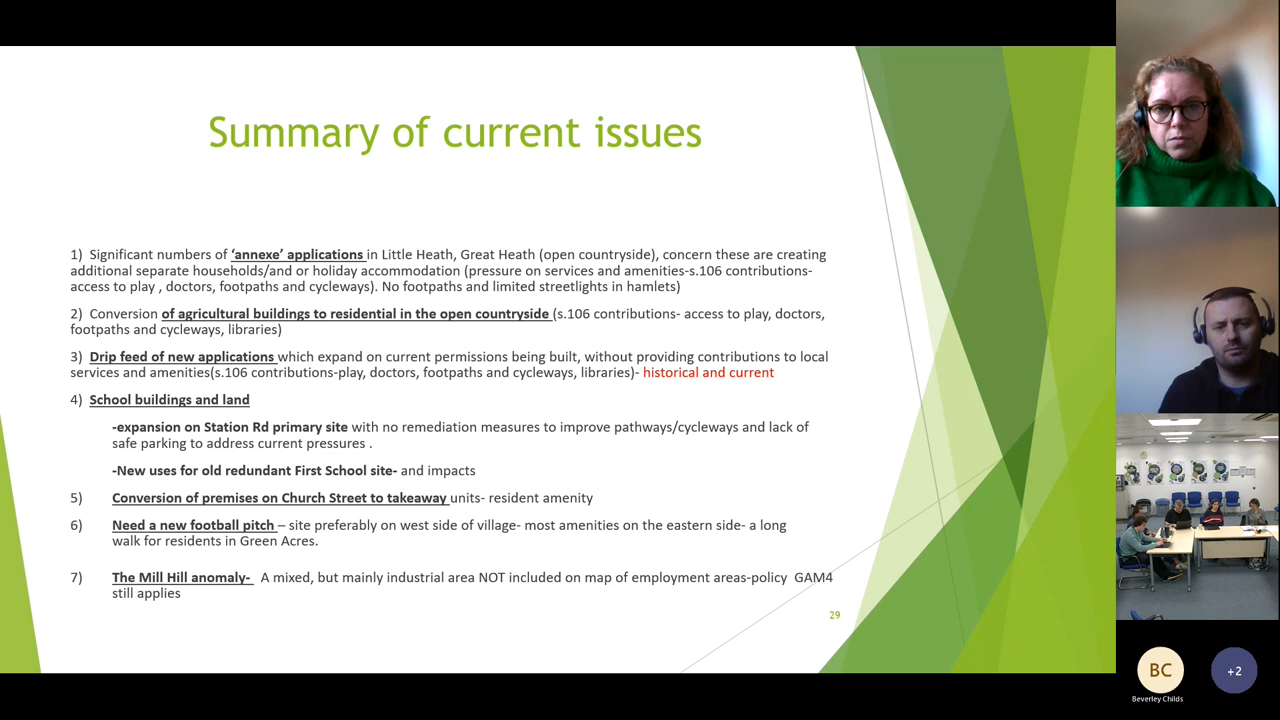 Summary of current issues
1) Significant numbers of ‘annexe’ applications in Little Heath, Great Heath (open countryside), concern these are creating
additional separate households/and or holiday accommodation (pressure on services and amenities-s.106 contributions-
access to play , doctors, footpaths and cycleways). No footpaths and limited streetlights in hamlets)
2) Conversion of agricultural buildings to residential in the open countryside (s.106 contributions- access to play, doctors,
footpaths and cycleways, libraries)
3) Drip feed of new applications which expand on current permissions being built, without providing contributions to local
services and amenities(s.106 contributions-play, doctors, footpaths and cycleways, libraries)- historical and current
4) School buildings and land
-expansion on Station Rd primary site with no remediation measures to improve pathways/cycleways and lack of
safe parking to address current pressures .
-New uses for old redundant First School site- and impacts
5) Conversion of premises on Church Street to takeaway units- resident amenity
6) Need a new football pitch – site preferably on west side of village- most amenities on the eastern side- a long
walk for residents in Green Acres.
7) The Mill Hill anomaly- A mixed, but mainly industrial area NOT included on map of employment areas-policy GAM4
still applies
29
BC
+2
Beverley Childs